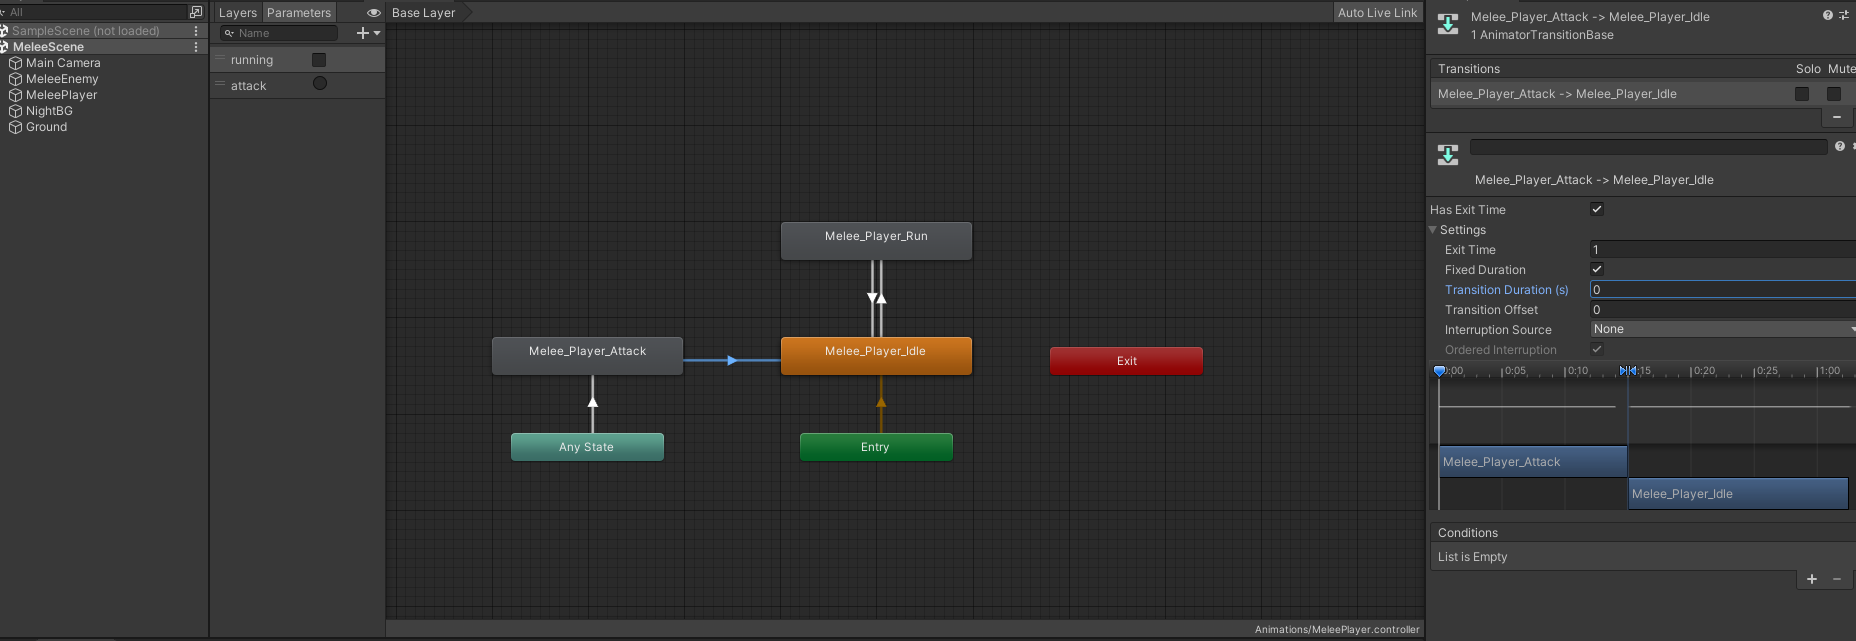 All
SampleScene (not loaded)
MeleeScene
Main Camera
MeleeEnemy
MeleePlayer
NightBG
Ground
Layers Parameters
Name
running
attack
Base Layer
Auto Live Link
Melee_Player_Run
Melee_Player_Attack
Melee_Player_Idle
Exit
Any State
Entry
Animations/MeleePlayer.controller
Melee_Player_Attack -> Melee_Player_Idle
1 AnimatorTransitionBase
Transitions Solo Mute
Melee_Player_Attack -> Melee_Player_Idle
Melee_Player_Attack -> Melee_Player_Idle
Has Exit Time
Settings
Exit Time 1
Fixed Duration
Transition Duration (s) 0
Transition Offset 0
Interruption Source None
Ordered Interruption
0:05 0:10 0:20 0:25 1:00
Melee_Player_Attack
Melee_Player_Idle
Conditions
List is Empty